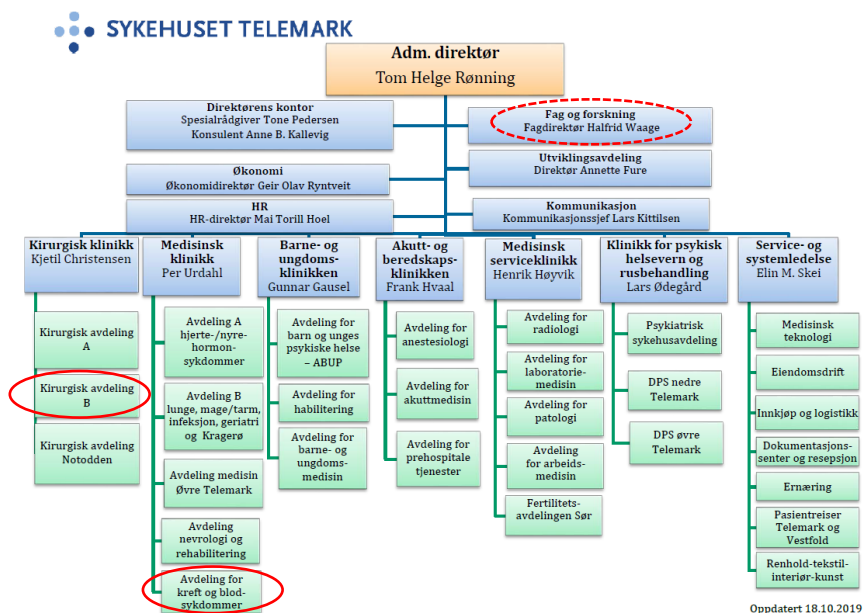 SYKEHUSET TELEMARK
Adm. direktør
Tom Helge Rønning
Direktørens kontor
Spesialrådgiver Tone Pedersen
Konsulent Anne B. Kallevig
Fag og forskning
Fagdirektør Halfrid Waage
Økonomi
Økonomidirektør Geir Olav Ryntveit
Utviklingsavdeling
Direktør Annette Fure
HR
HR-direktør Mai Torill Hoel
Kommunikasjon
Kommunikasjonssjef Lars Kittilsen
Kirurgisk klinikk
Kjetil Christensen
Kirurgisk avdeling
A
Kirurgisk avdeling
B
Kirurgisk avdeling
Notodden
Medisinsk
klinikk
Per Urdahl
Avdeling A
hjerte-/nyre-
hormon-
sykdommer
Avdeling B
lunge, mage/tarm,
infeksjon, geriatri
og Kragerø
Avdeling medisin
Øvre Telemark
Avdeling
nevrologi og
rehabilitering
Avdeling for
kreft og blod-
sykdommer
Barne- og
ungdoms-
klinikken
Gunnar Gausel
Avdeling for
barn og unges
psykiske helse
– ABUP
Avdeling for
habilitering
Avdeling for
barne- og
ungdoms-
medisin
Akutt- og
beredskaps-
klinikken
Frank Hvaal
Avdeling for
anestesiologi
Avdeling for
akuttmedisin
Avdeling for
prehospitale
tjenester
Medisinsk
serviceklinikk
Henrik Høyvik
Avdeling for
radiologi
Avdeling for
laboratorie-
medisin
Avdeling for
patologi
Avdeling
for arbeids-
medisin
Fertilitets-
avdelingen Sør
Klinikk for psykisk
helsevern og
rusbehandling
Lars Ødegård
Psykiatrisk
sykehusavdeling
DPS nedre
Telemark
DPS øvre
Telemark
Service- og
systemledelse
Elin M. Skei
Medisinsk
teknologi
Eiendomsdrift
Innkjøp og logistikk
Dokumentasjons-
senter og resepsjon
Ernæring
Pasientreiser
Telemark og
Vestfold
Renhold-tekstil-
interiør-kunst
Oppdatert 18.10.2019